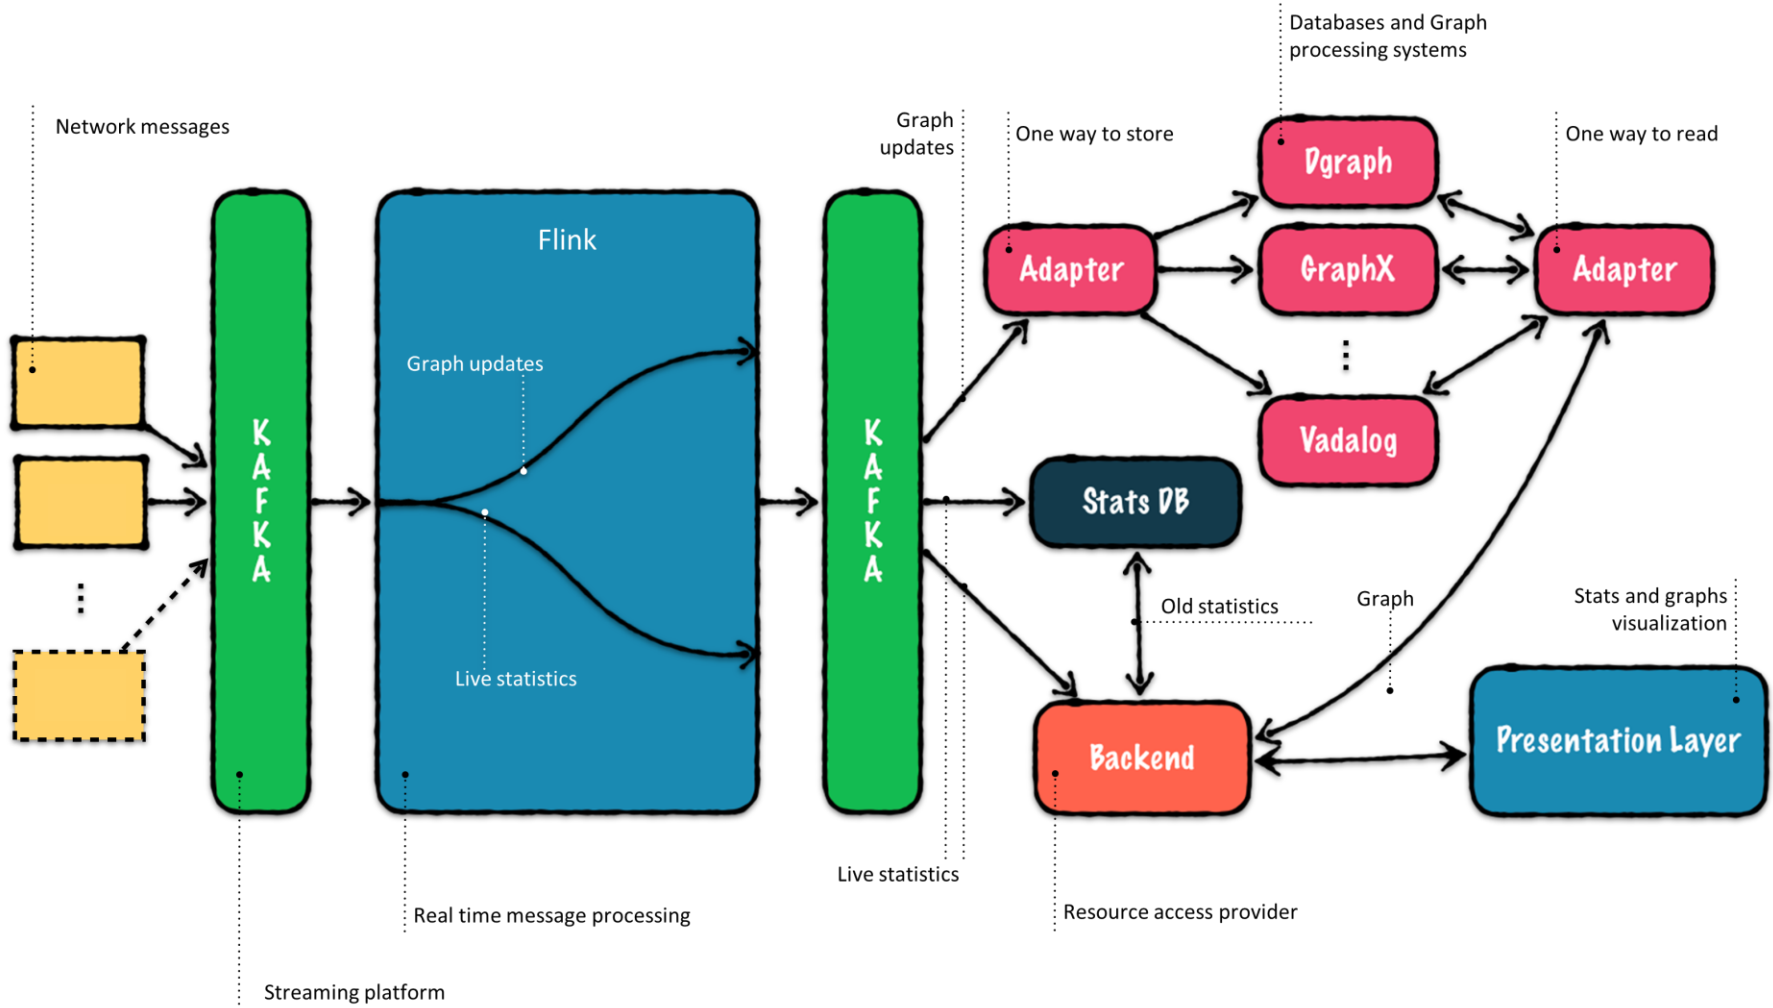 Databases and Graph
processing systems
Network messages
Graph
updates
One way to store
One way to read
Dgraph
Flink
Adapter
GraphX
Adapter
Graph updates
K
A
F
K
A
K
A
F
K
A
Vadalog
Stats DB
Old statistics
Graph
Stats and graphs
visualization
Live statistics
Backend
Presentation Layer
Live statistics
Real time message processing
Resource access provider
Streaming platform